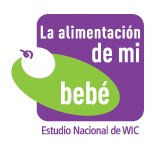 La alimentación
de mi
bebé
Estudio Nacional de WIC